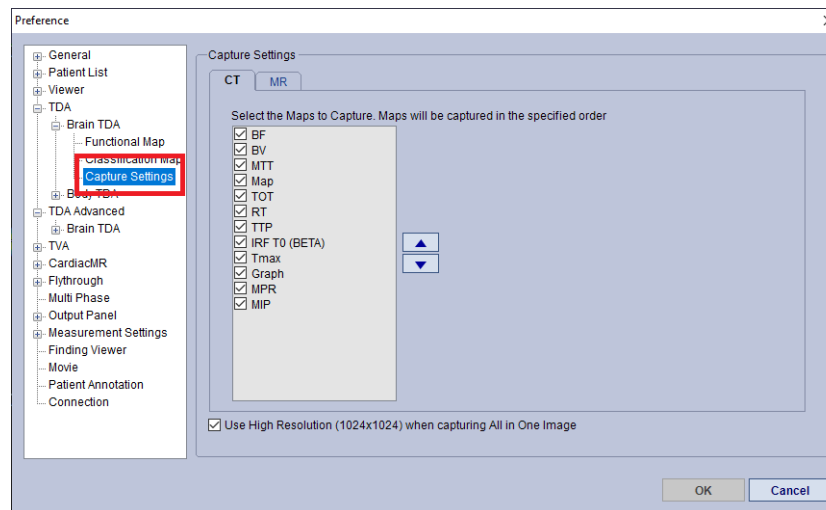 Preference
General
Patient List
Viewer
TDA
Brain TDA
Functional Map
Classification Map
Capture Settings
Body TDA
TDA Advanced
Brain TDA
TVA
CardiacMR
Flythrough
Multi Phase
Output Panel
Measurement Settings
Finding Viewer
Movie
Patient Annotation
Connection
Capture Settings
CT MR
Select the Maps to Capture. Maps will be captured in the specified order
BF
BV
MTT
Map
TOT
RT
TTP
IRF T0 (BETA)
Tmax
Graph
MPR
MIP
Use High Resolution (1024x1024) when capturing All in One Image
OK Cancel